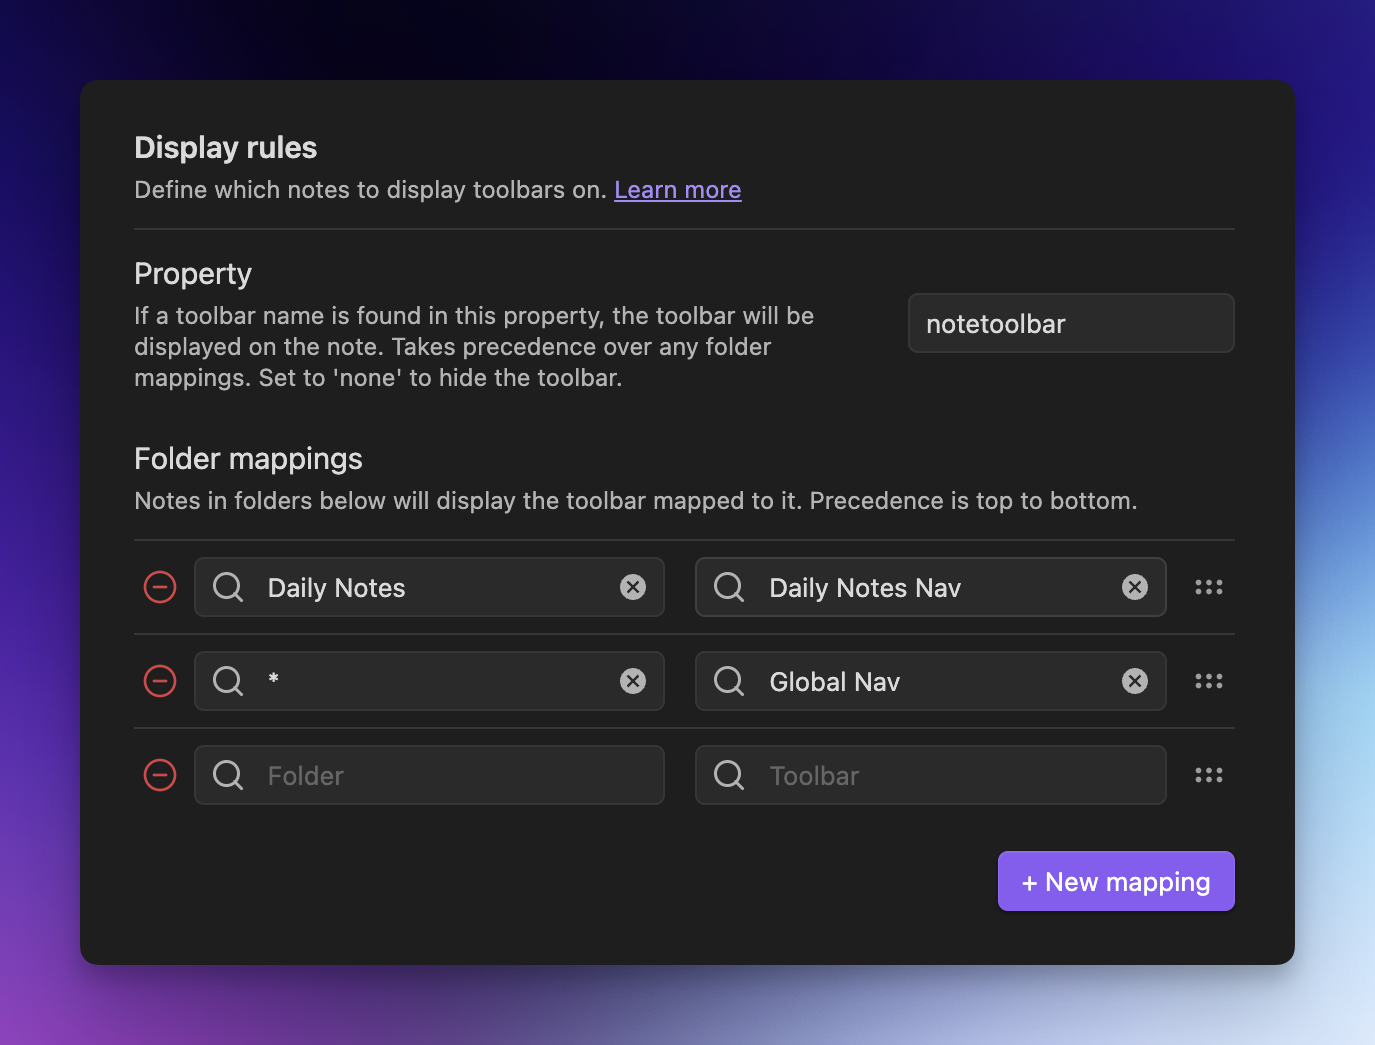 Display rules
Define which notes to display toolbars on. Learn more
Property
If a toolbar name is found in this property, the toolbar will be
displayed on the note. Takes precedence over any folder
mappings. Set to 'none' to hide the toolbar.
notetoolbar
Folder mappings
Notes in folders below will display the toolbar mapped to it. Precedence is top to bottom.
Daily Notes
Daily Notes Nav
*
Global Nav
Folder
Toolbar
+ New mapping